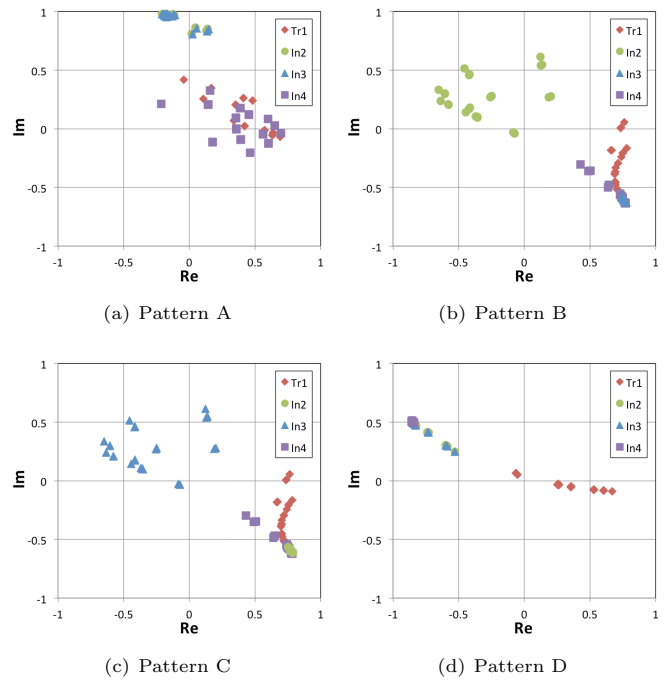 1
0.5
0
-0.5
-1
-1 -0.5 0 0.5 1
Im
Re
Tr1
In2
In3
In4
(a) Pattern A
1
0.5
0
-0.5
-1
-1 -0.5 0 0.5 1
Im
Re
Tr1
In2
In3
In4
(b) Pattern B
1
0.5
0
-0.5
-1
-1 -0.5 0 0.5 1
Im
Re
Tr1
In2
In3
In4
(c) Pattern C
1
0.5
0
-0.5
-1
-1 -0.5 0 0.5 1
Im
Re
Tr1
In2
In3
In4
(d) Pattern D